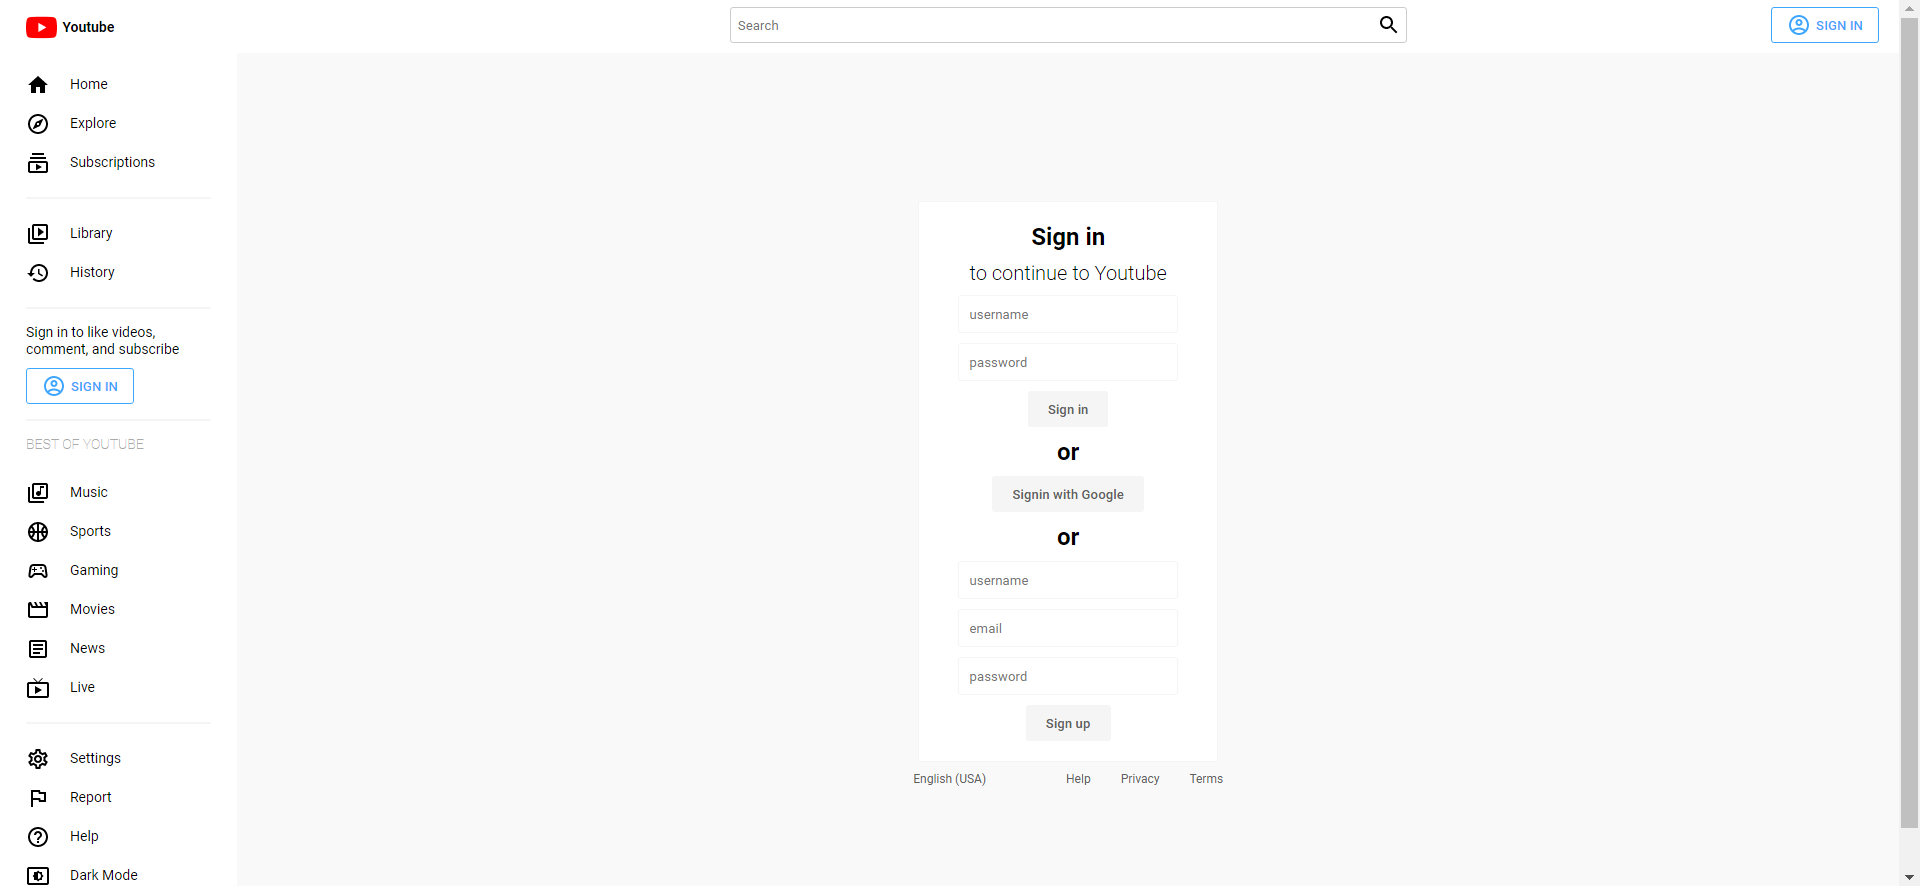 Youtube
Search
SIGN IN
Home
Explore
Subscriptions
Library
History
Sign in to like videos,
comment, and subscribe
SIGN IN
BEST OF YOUTUBE
Music
Sports
Gaming
Movies
News
Live
Settings
Report
Help
Dark Mode
Sign in
to continue to Youtube
username
password
Sign in
or
Signin with Google
or
username
email
password
Sign up
English (USA)
Help
Privacy
Terms